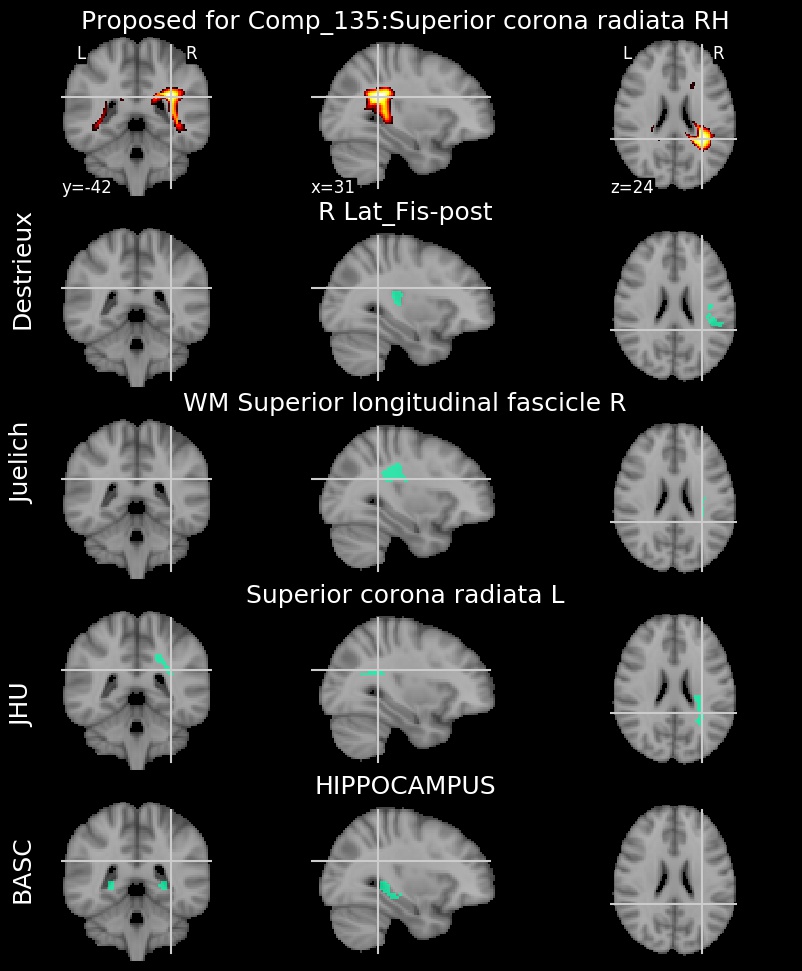 Proposed for Comp_135:Superior corona radiata RH
L R L R
y=-42 x=31 z=24
R Lat_Fis-post
Destrieux
WM Superior longitudinal fascicle R
Juelich
Superior corona radiata L
JHU
HIPPOCAMPUS
BASC